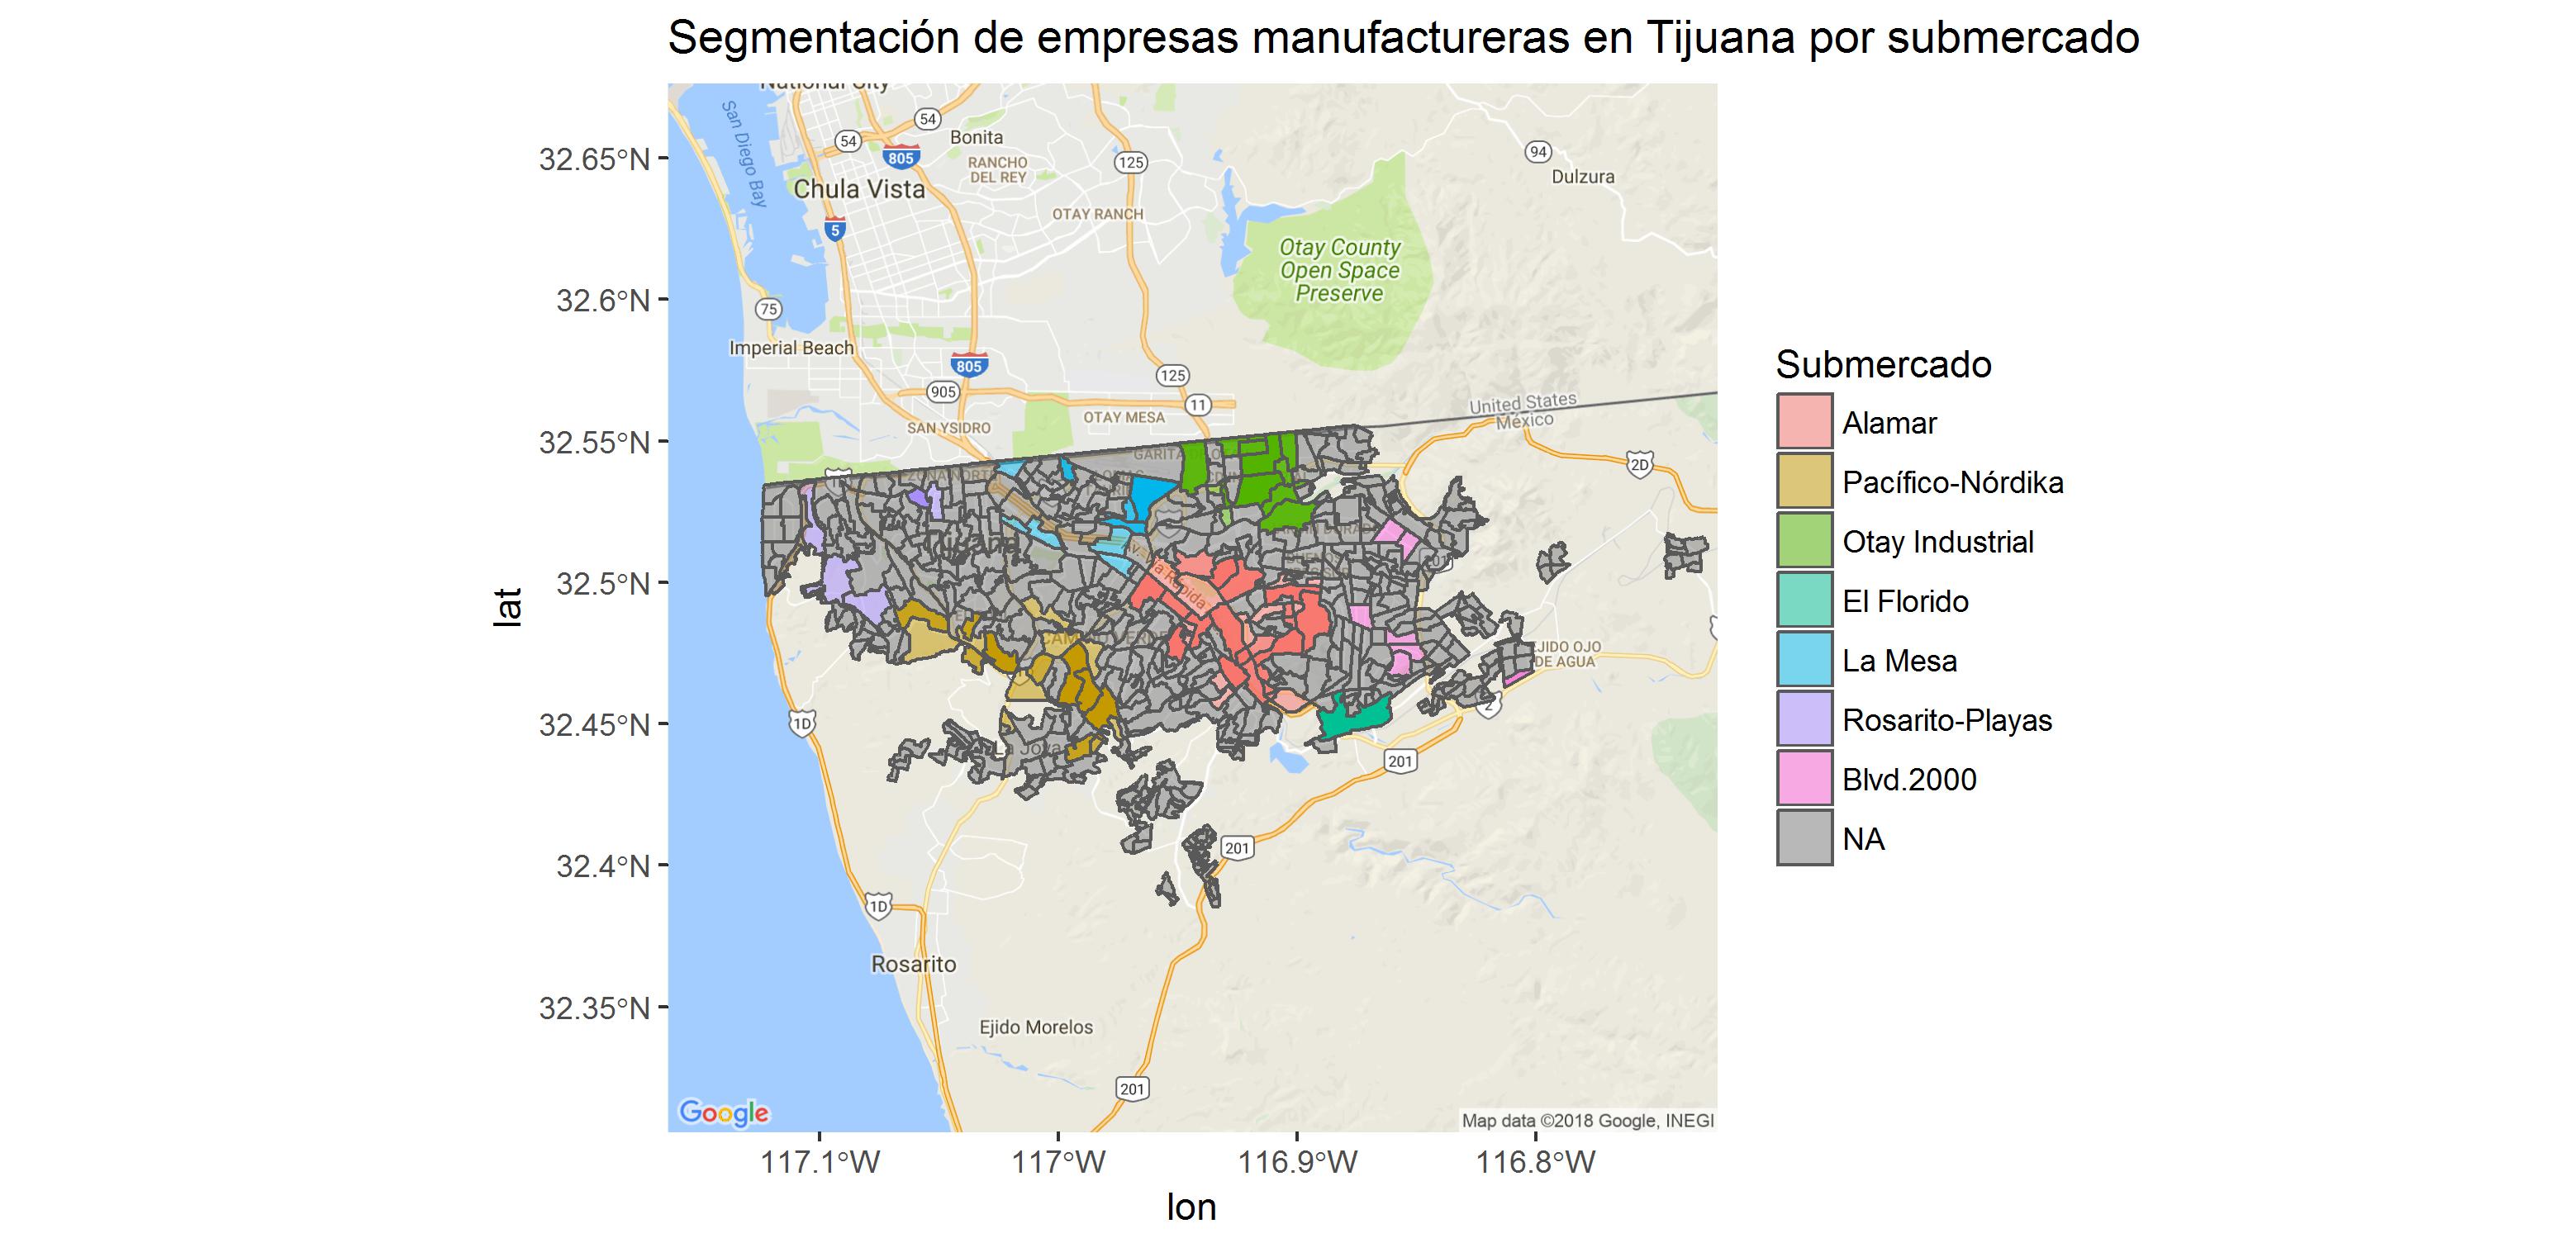 Segmentación de empresas manufactureras en Tijuana por submercado
National City
San Diego Bay
54
54
Bonita
805
RANCHO
DEL REY
125
94
Dulzura
Chula Vista
OTAY RANCH
5
Otay County
Open Space
Preserve
75
Imperial Beach
805
125
905
11
OTAY MESA
SAN YSIDRO
United States
México
2D
ZONA NORTE
Tijuana
201
Vía Rápida
EJIDO OJO
DE AGUA
1D
2
La Joya
201
201
1D
Rosarito
Ejido Morelos
201
Google
Map data ©2018 Google, INEGI
32.65°N
32.6°N
32.55°N
32.5°N
32.45°N
32.4°N
32.35°N
lat
117.1°W
117°W
116.9°W
116.8°W
lon
Submercado
Alamar
Pacífico-Nórdika
Otay Industrial
El Florido
La Mesa
Rosarito-Playas
Blvd.2000
NA